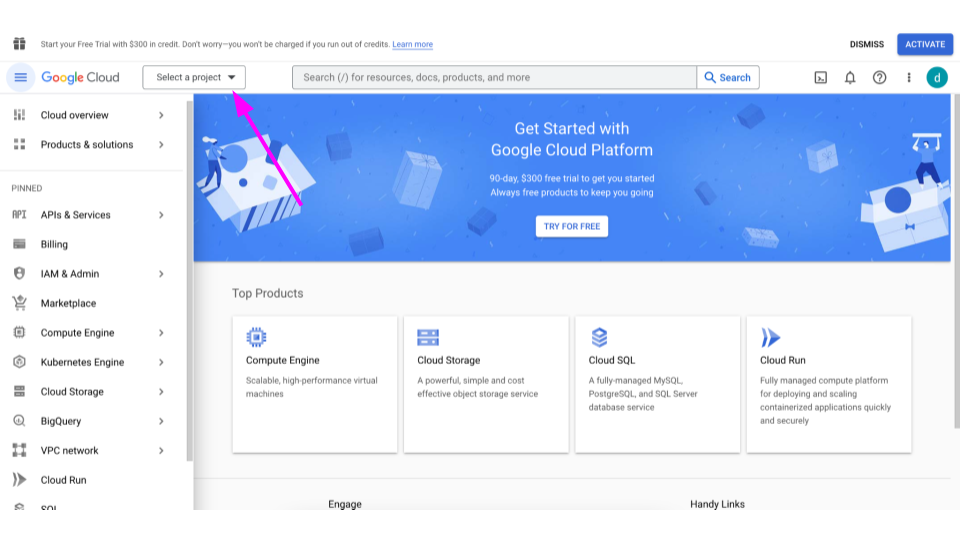 Start your Free Trial with $300 in credit. Don't worry—you won't be charged if you run out of credits. Learn more
DISMISS
ACTIVATE
Google Cloud
Select a project
Search (/) for resources, docs, products, and more
Search
d
Cloud overview
Products & solutions
PINNED
API APIs & Services
Billing
IAM & Admin
Marketplace
Compute Engine
Kubernetes Engine
Cloud Storage
BigQuery
VPC network
Cloud Run
SQL
Get Started with
Google Cloud Platform
90-day, $300 free trial to get you started
Always free products to keep you going
TRY FOR FREE
Top Products
Compute Engine
Scalable, high-performance virtual
machines
Cloud Storage
A powerful, simple and cost
effective object storage service
Cloud SQL
A fully-managed MySQL,
PostgreSQL, and SQL Server
database service
Cloud Run
Fully managed compute platform
for deploying and scaling
containerized applications quickly
and securely
Engage
Handy Links